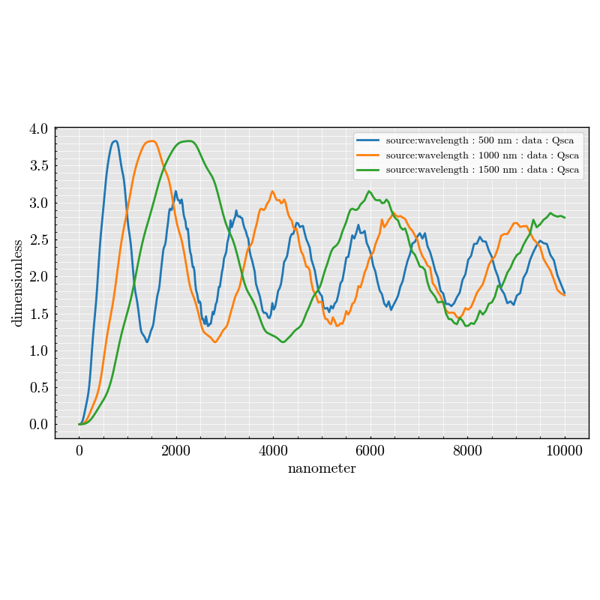 4.0
3.5
3.0
2.5
2.0
1.5
1.0
0.5
0.0
dimensionless
source:wavelength : 500 nm : data : Qsca
source:wavelength : 1000 nm : data : Qsca
source:wavelength : 1500 nm : data : Qsca
0 2000 4000 6000 8000 10000
nanometer